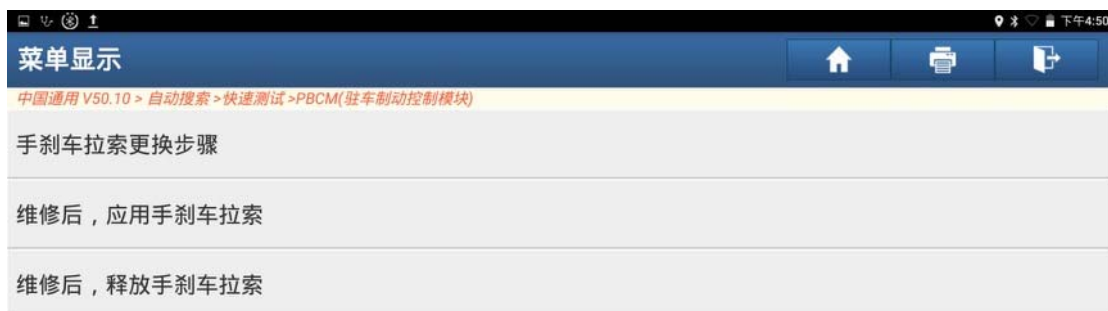 下午4:50
菜单显示
中国通用 V50.10 > 自动搜索 >快速测试 >PBCM(驻车制动控制模块)
手刹车拉索更换步骤
维修后，应用手刹车拉索
维修后，释放手刹车拉索